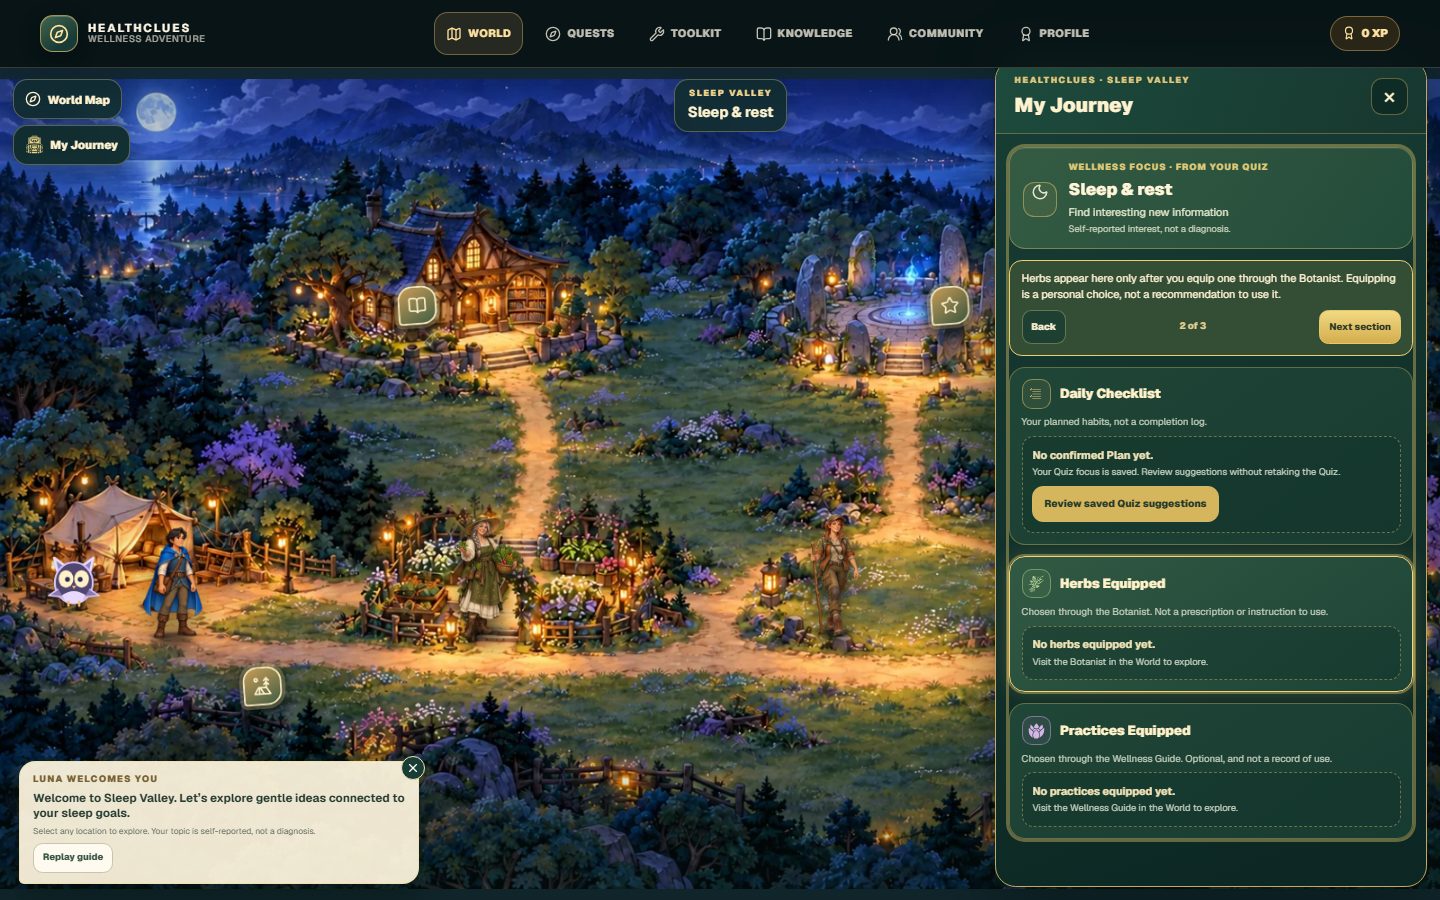 HEALTHCLUES
WELLNESS ADVENTURE
WORLD
QUESTS
TOOLKIT
KNOWLEDGE
COMMUNITY
PROFILE
0 XP
World Map
My Journey
SLEEP VALLEY
Sleep & rest
HEALTHCLUES · SLEEP VALLEY
My Journey
WELLNESS FOCUS · FROM YOUR QUIZ
Sleep & rest
Find interesting new information
Self-reported interest, not a diagnosis.
Herbs appear here only after you equip one through the Botanist. Equipping
is a personal choice, not a recommendation to use it.
Back
2 of 3
Next section
Daily Checklist
Your planned habits, not a completion log.
No confirmed Plan yet.
Your Quiz focus is saved. Review suggestions without retaking the Quiz.
Review saved Quiz suggestions
Herbs Equipped
Chosen through the Botanist. Not a prescription or instruction to use.
No herbs equipped yet.
Visit the Botanist in the World to explore.
Practices Equipped
Chosen through the Wellness Guide. Optional, and not a record of use.
No practices equipped yet.
Visit the Wellness Guide in the World to explore.
LUNA WELCOMES YOU
Welcome to Sleep Valley. Let's explore gentle ideas connected to
your sleep goals.
Select any location to explore. Your topic is self-reported, not a diagnosis.
Replay guide